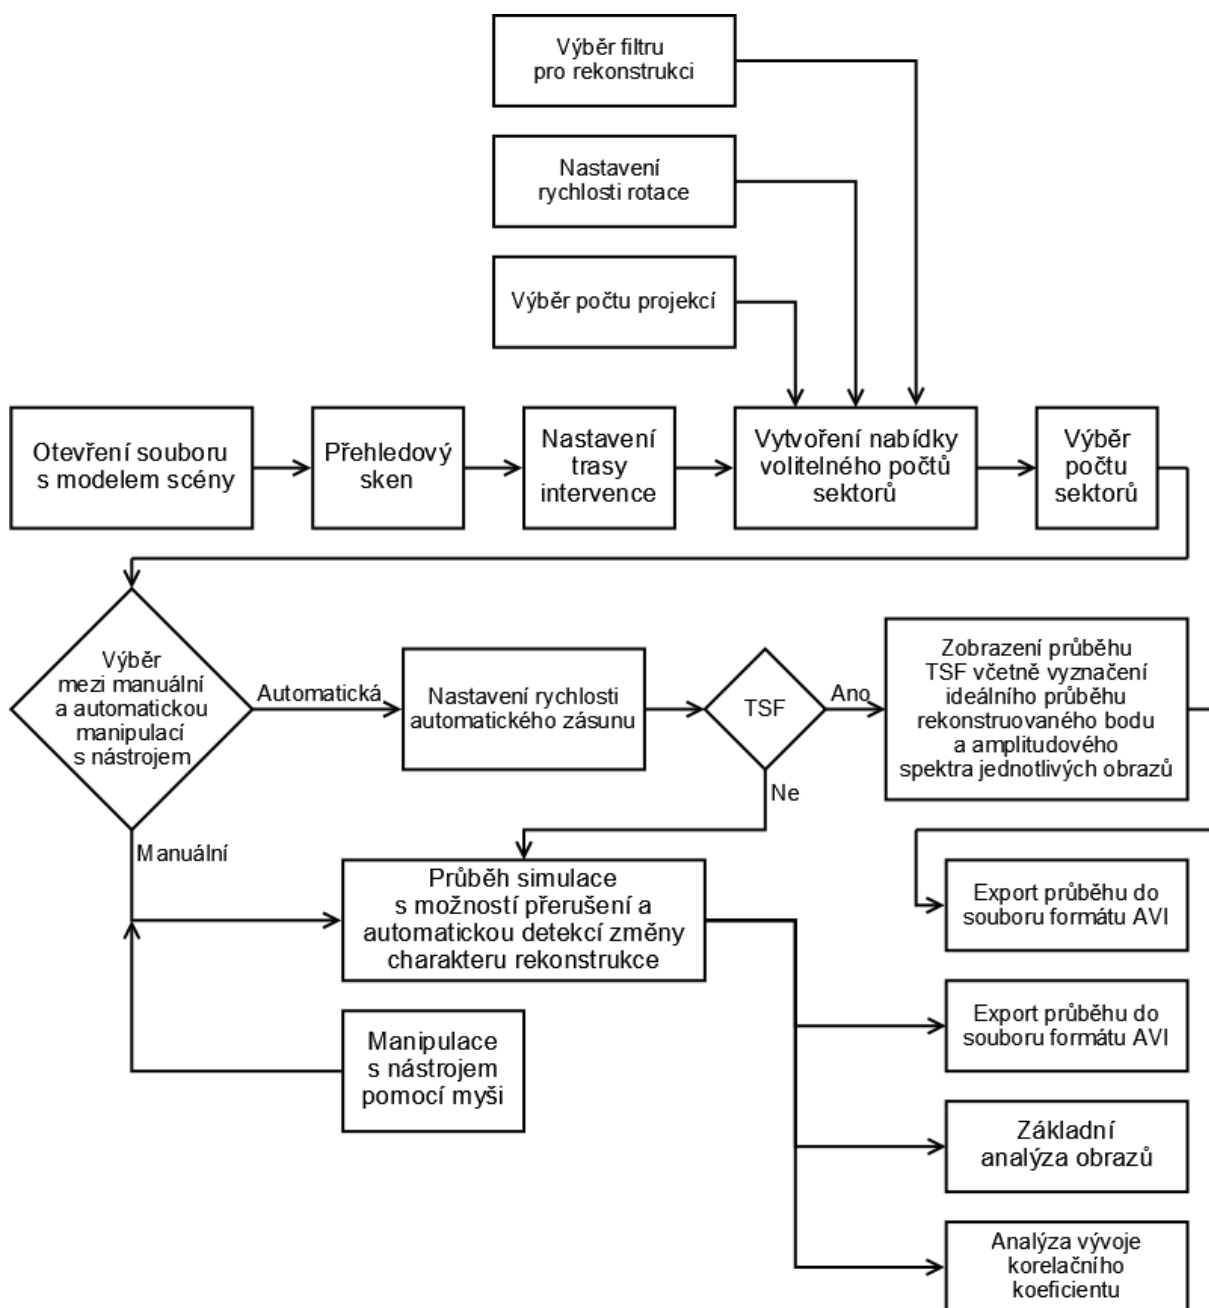 Výběr filtru
pro rekonstrukci
Nastavení
rychlosti rotace
Výběr počtu projekcí
Otevření souboru
s modelem scény
Přehledový
sken
Nastavení
trasy
intervence
Vytvoření nabídky
volitelného počtů
sektorů
Výběr
počtu
sektorů
Výběr
mezi manuální
a automatickou
manipulací
s nástrojem
Automatická
Nastavení rychlosti
automatického zásunu
TSF
Ano
Zobrazení průběhu
TSF včetně vyznačení
ideálního průběhu
rekonstruovaného bodu
a amplitudového
spektra jednotlivých obrazů
Ne
Manuální
Průběh simulace
s možností přerušení a
automatickou detekcí změny
charakteru rekonstrukce
Export průběhu do
souboru formátu AVI
Export průběhu do
souboru formátu AVI
Manipulace
s nástrojem
pomocí myši
Základní
analýza obrazů
Analýza vývoje
korelačního
koeficientu